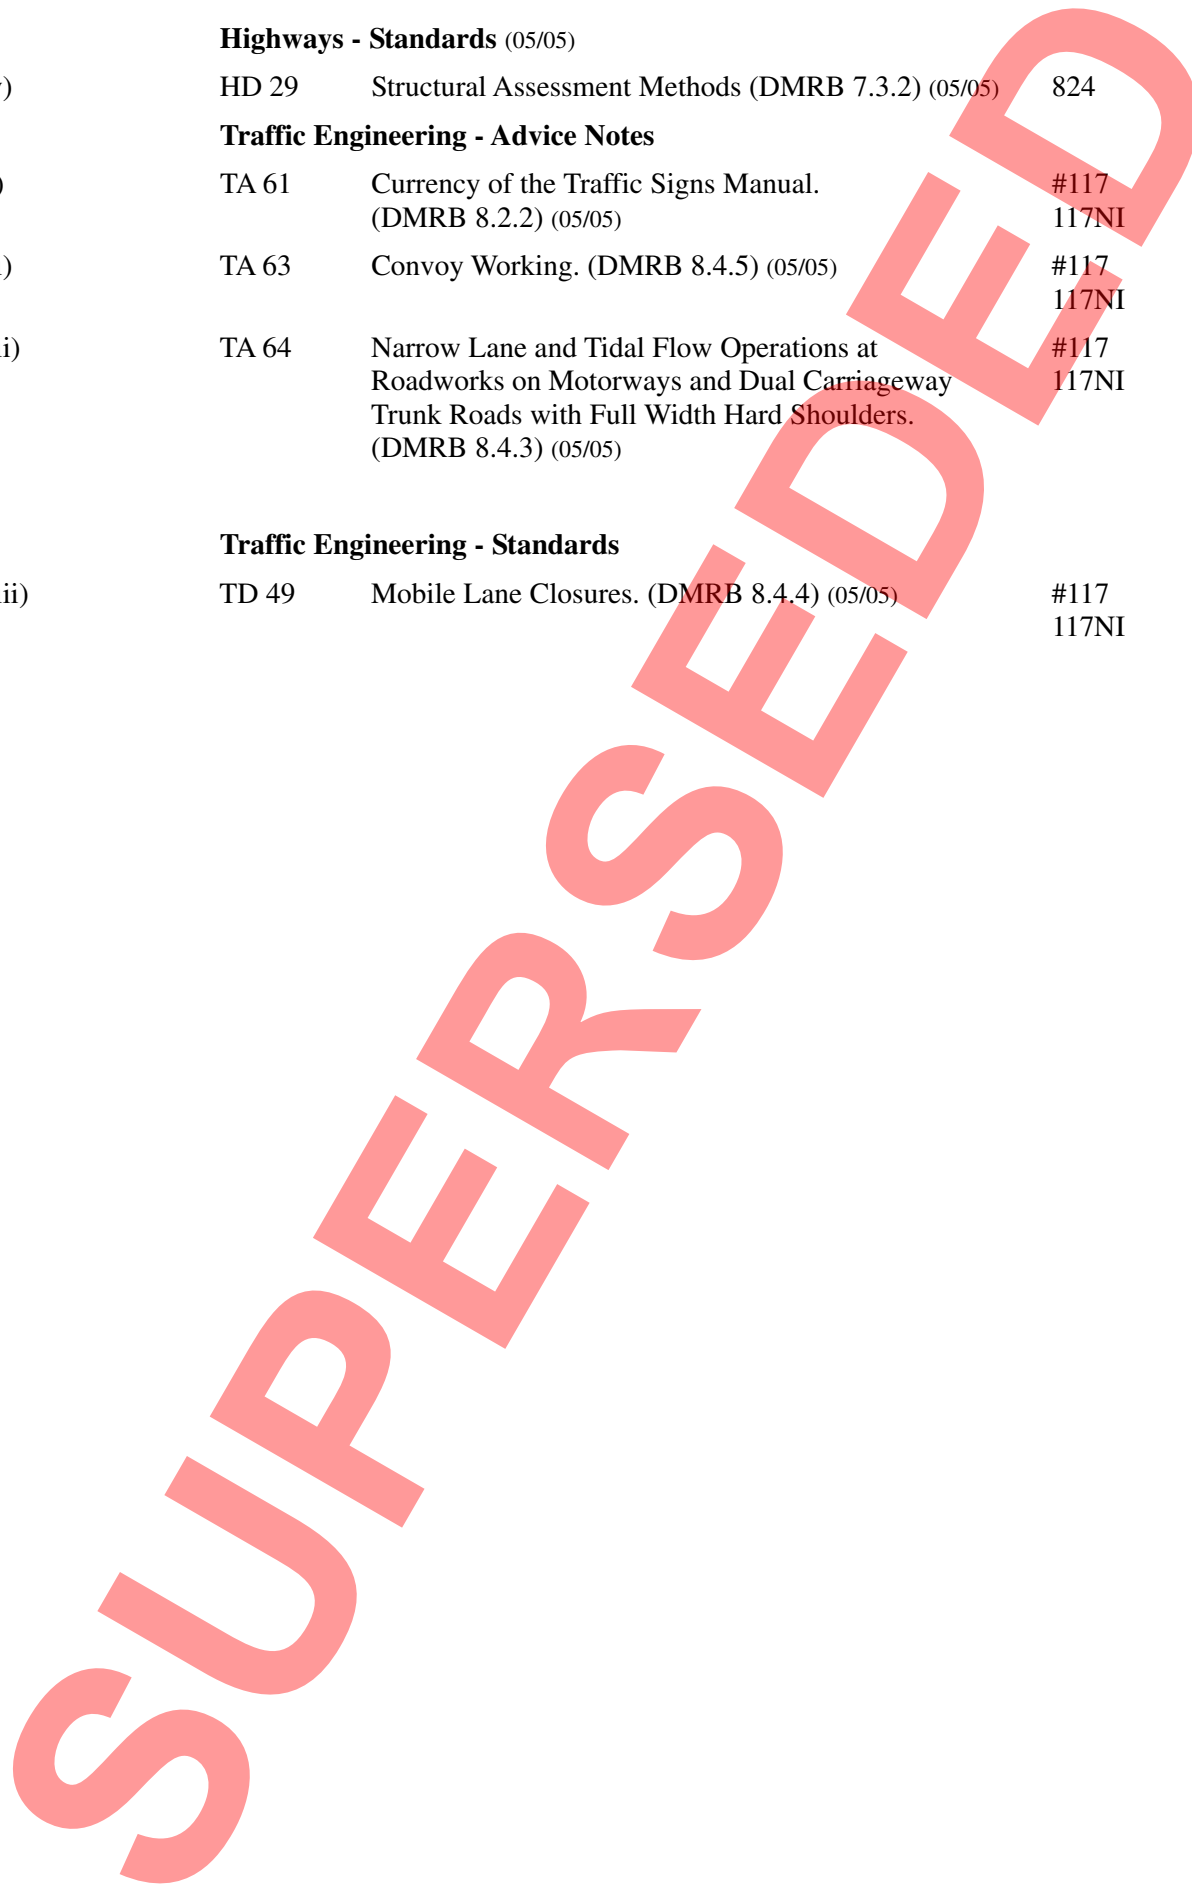 Highways - Standards (05/05)
) HD 29 Structural Assessment Methods (DMRB 7.3.2) (05/05) 824
Traffic Engineering - Advice Notes
) TA 61 Currency of the Traffic Signs Manual. #117
(DMRB 8.2.2) (05/05) 117NI
) TA 63 Convoy Working. (DMRB 8.4.5) (05/05) #117
117NI
i) TA 64 Narrow Lane and Tidal Flow Operations at #117
Roadworks on Motorways and Dual Carriageway 117NI
Trunk Roads with Full Width Hard Shoulders.
(DMRB 8.4.3) (05/05)
Traffic Engineering - Standards
ii) TD 49 Mobile Lane Closures. (DMRB 8.4.4) (05/05) #117
117NI
SUPERSEDED